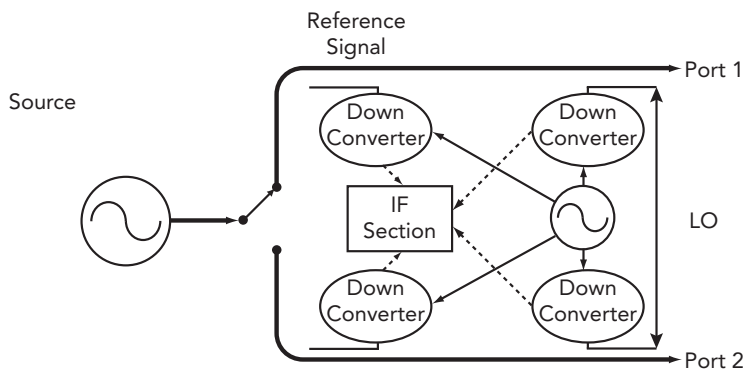 Reference
Signal
Port 1
Source
Down
Converter
Down
Converter
IF
Section
LO
Down
Converter
Down
Converter
Port 2